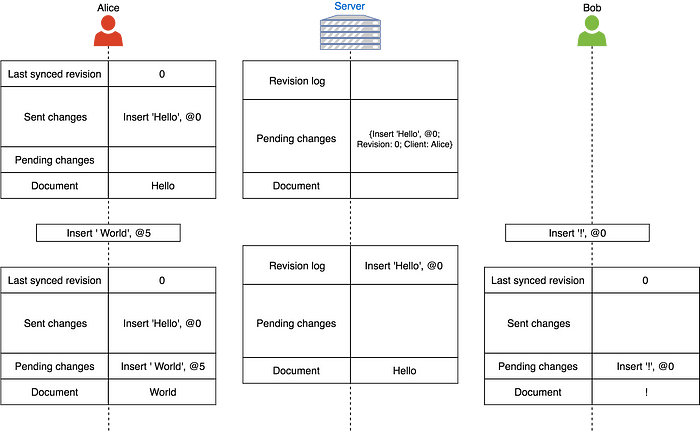 Alice
Server
Bob
Last synced revision 0
Sent changes Insert 'Hello', @0
Pending changes
Document Hello
Revision log
Pending changes {Insert 'Hello', @0;
Revision: 0; Client: Alice}
Document
Insert ' World', @5
Insert '!', @0
Last synced revision 0
Sent changes Insert 'Hello', @0
Pending changes Insert ' World', @5
Document World
Revision log Insert 'Hello', @0
Pending changes
Document Hello
Last synced revision 0
Sent changes
Pending changes Insert '!', @0
Document !